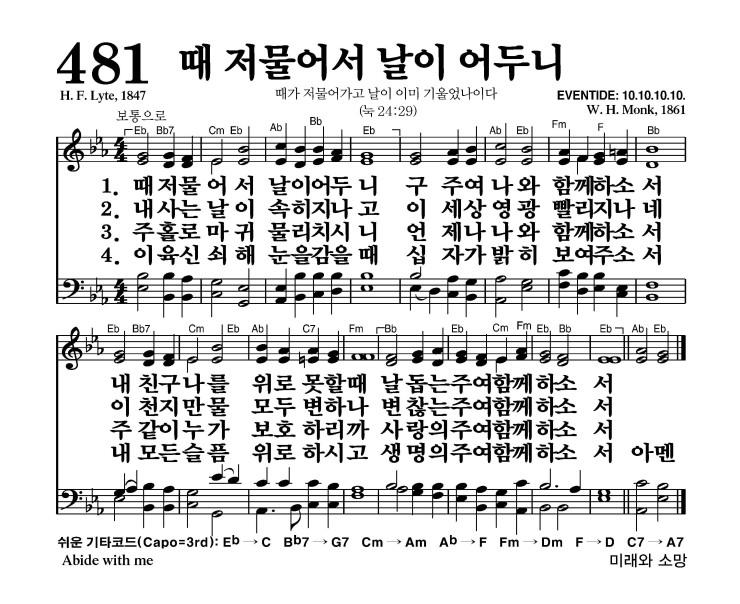 481 때 저물어서 날이 어두니
H. F. Lyte, 1847 때가 저물어가고 날이 이미 기울었나이다 EVENTIDE: 10.10.10.10.
보통으로 (눅 24:29) W. H. Monk, 1861
Eb Bb7 Cm Eb Ab Bb Eb Eb Cm Ab Eb Fm F Bb
1. 때 저물 어 서 날이어두 니 구 주여 나 와 함께하소 서
2. 내 사는 날 이 속히지나 고 이 세상 영 광 빨리지나 네
3. 주 홀로 마 귀 물리치시 니 언 제나 나 와 함께하소 서
4. 이 육신 쇠 해 눈을감을 때 십 자가 밝 히 보여주소 서
Eb Bb7 Cm Eb Ab C7 Fm Bb Eb Cm Fm Eb Bb Eb Ab Eb
내 친구 나 를 위로 못할 때 날 돕는 주여 함께 하소 서
이 천지 만 물 모두 변하 나 변 찮는 주여 함께 하소 서
주 같이 누 가 보호 하리 까 사 랑의 주여 함께 하소 서
내 모든 슬 픔 위로 하시 고 생 명의 주여 함께 하소 서 아멘
쉬운 기타코드(Capo=3rd): Eb→C Bb7→G7 Cm→Am Ab→F Fm→Dm F→D C7→A7
Abide with me 미래와 소망